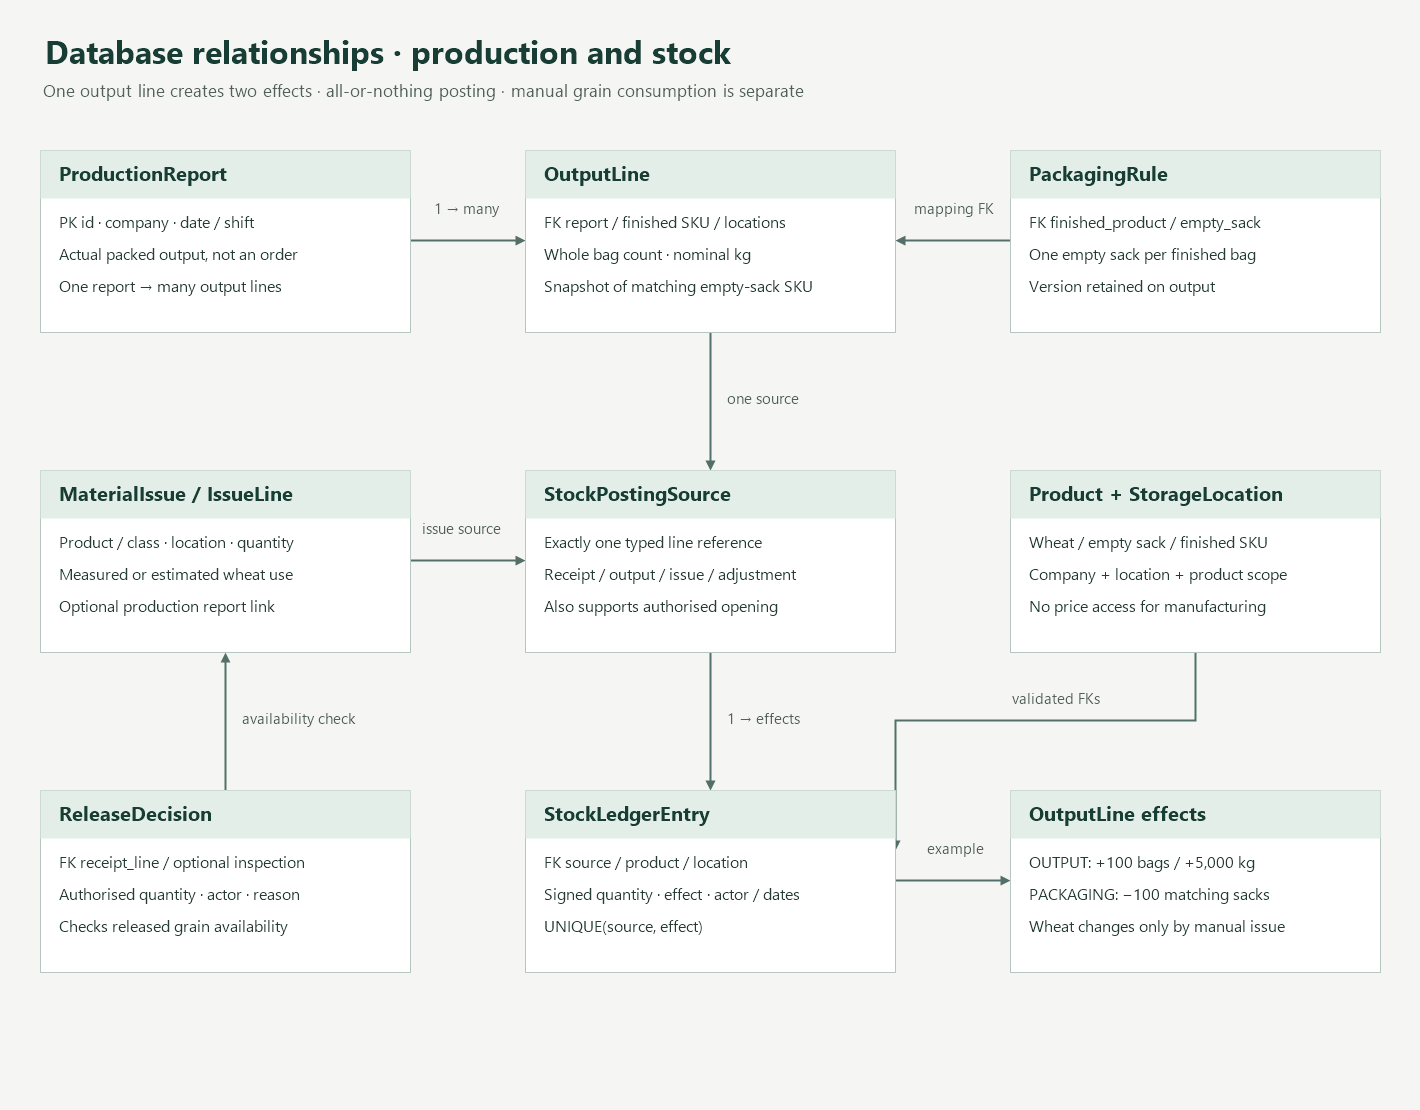 Database relationships · production and stock
One output line creates two effects · all-or-nothing posting · manual grain consumption is separate
ProductionReport
PK id · company · date / shift
Actual packed output, not an order
One report → many output lines
1 → many
OutputLine
FK report / finished SKU / locations
Whole bag count · nominal kg
Snapshot of matching empty-sack SKU
mapping FK
PackagingRule
FK finished_product / empty_sack
One empty sack per finished bag
Version retained on output
one source
MaterialIssue / IssueLine
Product / class · location · quantity
Measured or estimated wheat use
Optional production report link
issue source
StockPostingSource
Exactly one typed line reference
Receipt / output / issue / adjustment
Also supports authorised opening
Product + StorageLocation
Wheat / empty sack / finished SKU
Company + location + product scope
No price access for manufacturing
availability check
1 → effects
validated FKs
ReleaseDecision
FK receipt_line / optional inspection
Authorised quantity · actor · reason
Checks released grain availability
StockLedgerEntry
FK source / product / location
Signed quantity · effect · actor / dates
UNIQUE(source, effect)
example
OutputLine effects
OUTPUT: +100 bags / +5,000 kg
PACKAGING: −100 matching sacks
Wheat changes only by manual issue